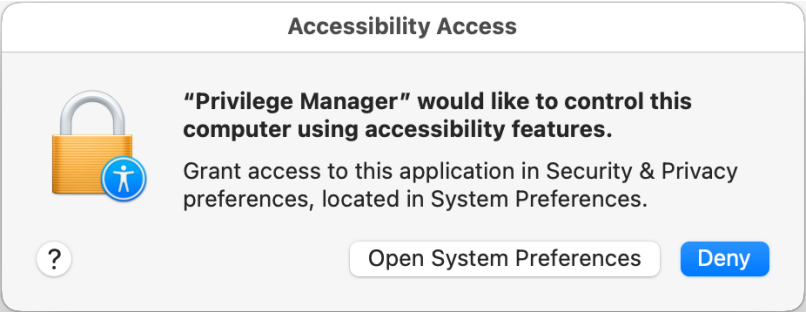 Accessibility Access
“Privilege Manager” would like to control this
computer using accessibility features.
Grant access to this application in Security & Privacy
preferences, located in System Preferences.
?
Open System Preferences
Deny